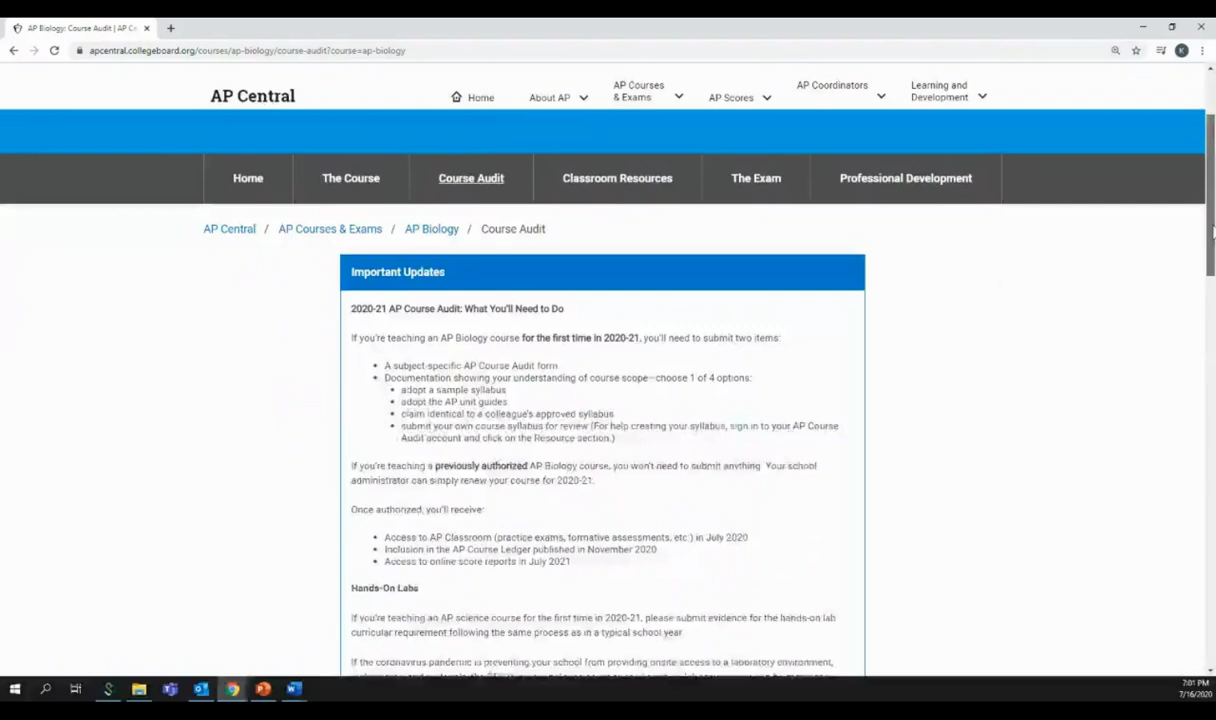 AP Biology: Course Audit | AP Ce
apcentral.collegeboard.org/courses/ap-biology/course-audit?course=ap-biology
K
AP Central
Home
About AP
AP Courses
& Exams
AP Scores
AP Coordinators
Learning and
Development
Home
The Course
Course Audit
Classroom Resources
The Exam
Professional Development
AP Central / AP Courses & Exams / AP Biology / Course Audit
Important Updates
2020-21 AP Course Audit: What You'll Need to Do
If you're teaching an AP Biology course for the first time in 2020-21, you'll need to submit two items:
• A subject-specific AP Course Audit form
• Documentation showing your understanding of course scope—choose 1 of 4 options:
• adopt a sample syllabus
• adopt the AP unit guides
• claim identical to a colleague's approved syllabus
• submit your own course syllabus for review (For help creating your syllabus, sign in to your AP Course
Audit account and click on the Resource section.)
If you're teaching a previously authorized AP Biology course, you won't need to submit anything. Your school
administrator can simply renew your course for 2020-21.
Once authorized, you'll receive:
• Access to AP Classroom (practice exams, formative assessments, etc.) in July 2020
• Inclusion in the AP Course Ledger published in November 2020
• Access to online score reports in July 2021
Hands-On Labs
If you're teaching an AP science course for the first time in 2020-21, please submit evidence for the hands-on lab
curricular requirement following the same process as in a typical school year
If the coronavirus pandemic is preventing your school from providing onsite access to a laboratory environment,
7:01 PM
7/16/2020